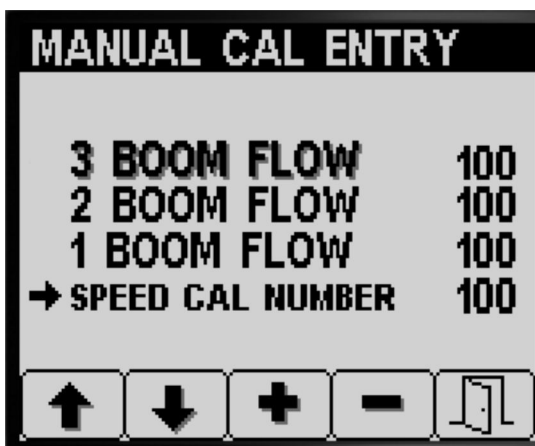 MANUAL CAL ENTRY
3 BOOM FLOW 100
2 BOOM FLOW 100
1 BOOM FLOW 100
SPEED CAL NUMBER 100